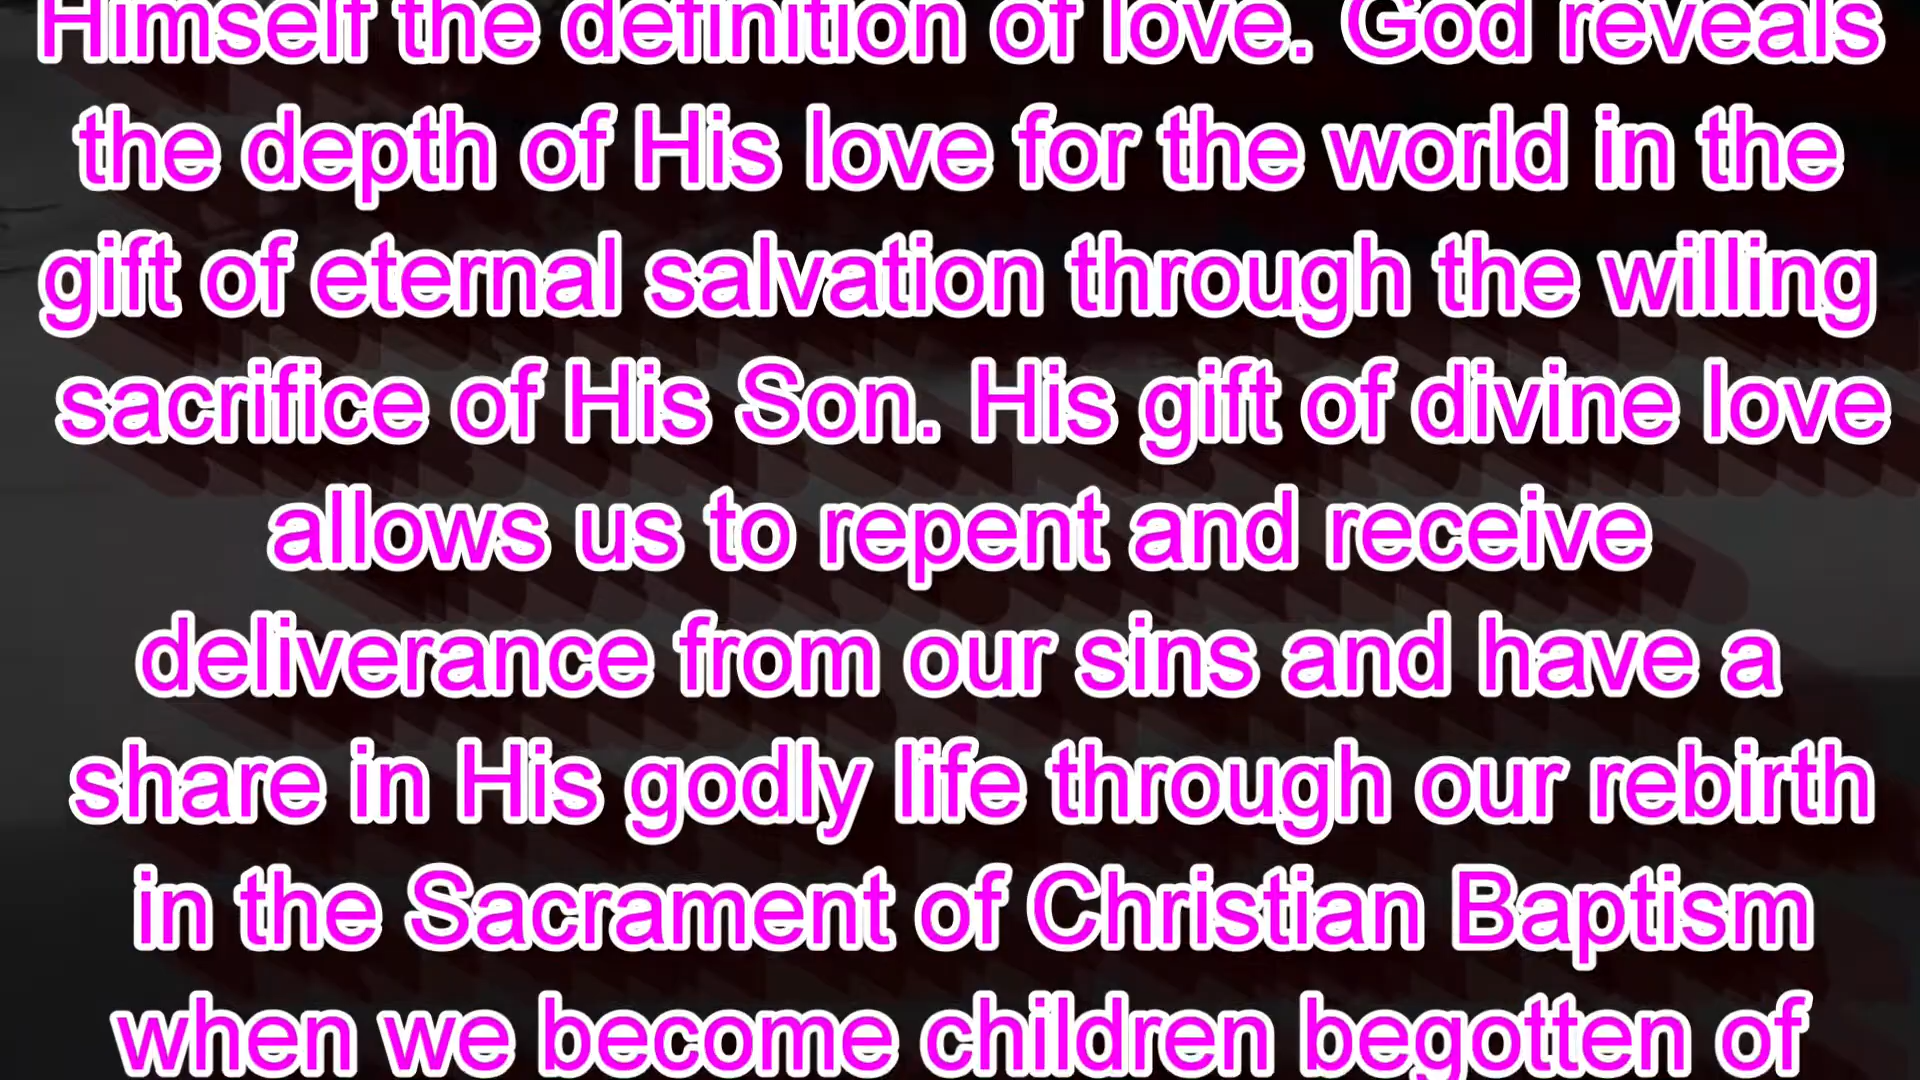 Himself the definition of love. God reveals
the depth of His love for the world in the
gift of eternal salvation through the willing
sacrifice of His Son. His gift of divine love
allows us to repent and receive
deliverance from our sins and have a
share in His godly life through our rebirth
in the Sacrament of Christian Baptism
when we become children begotten of